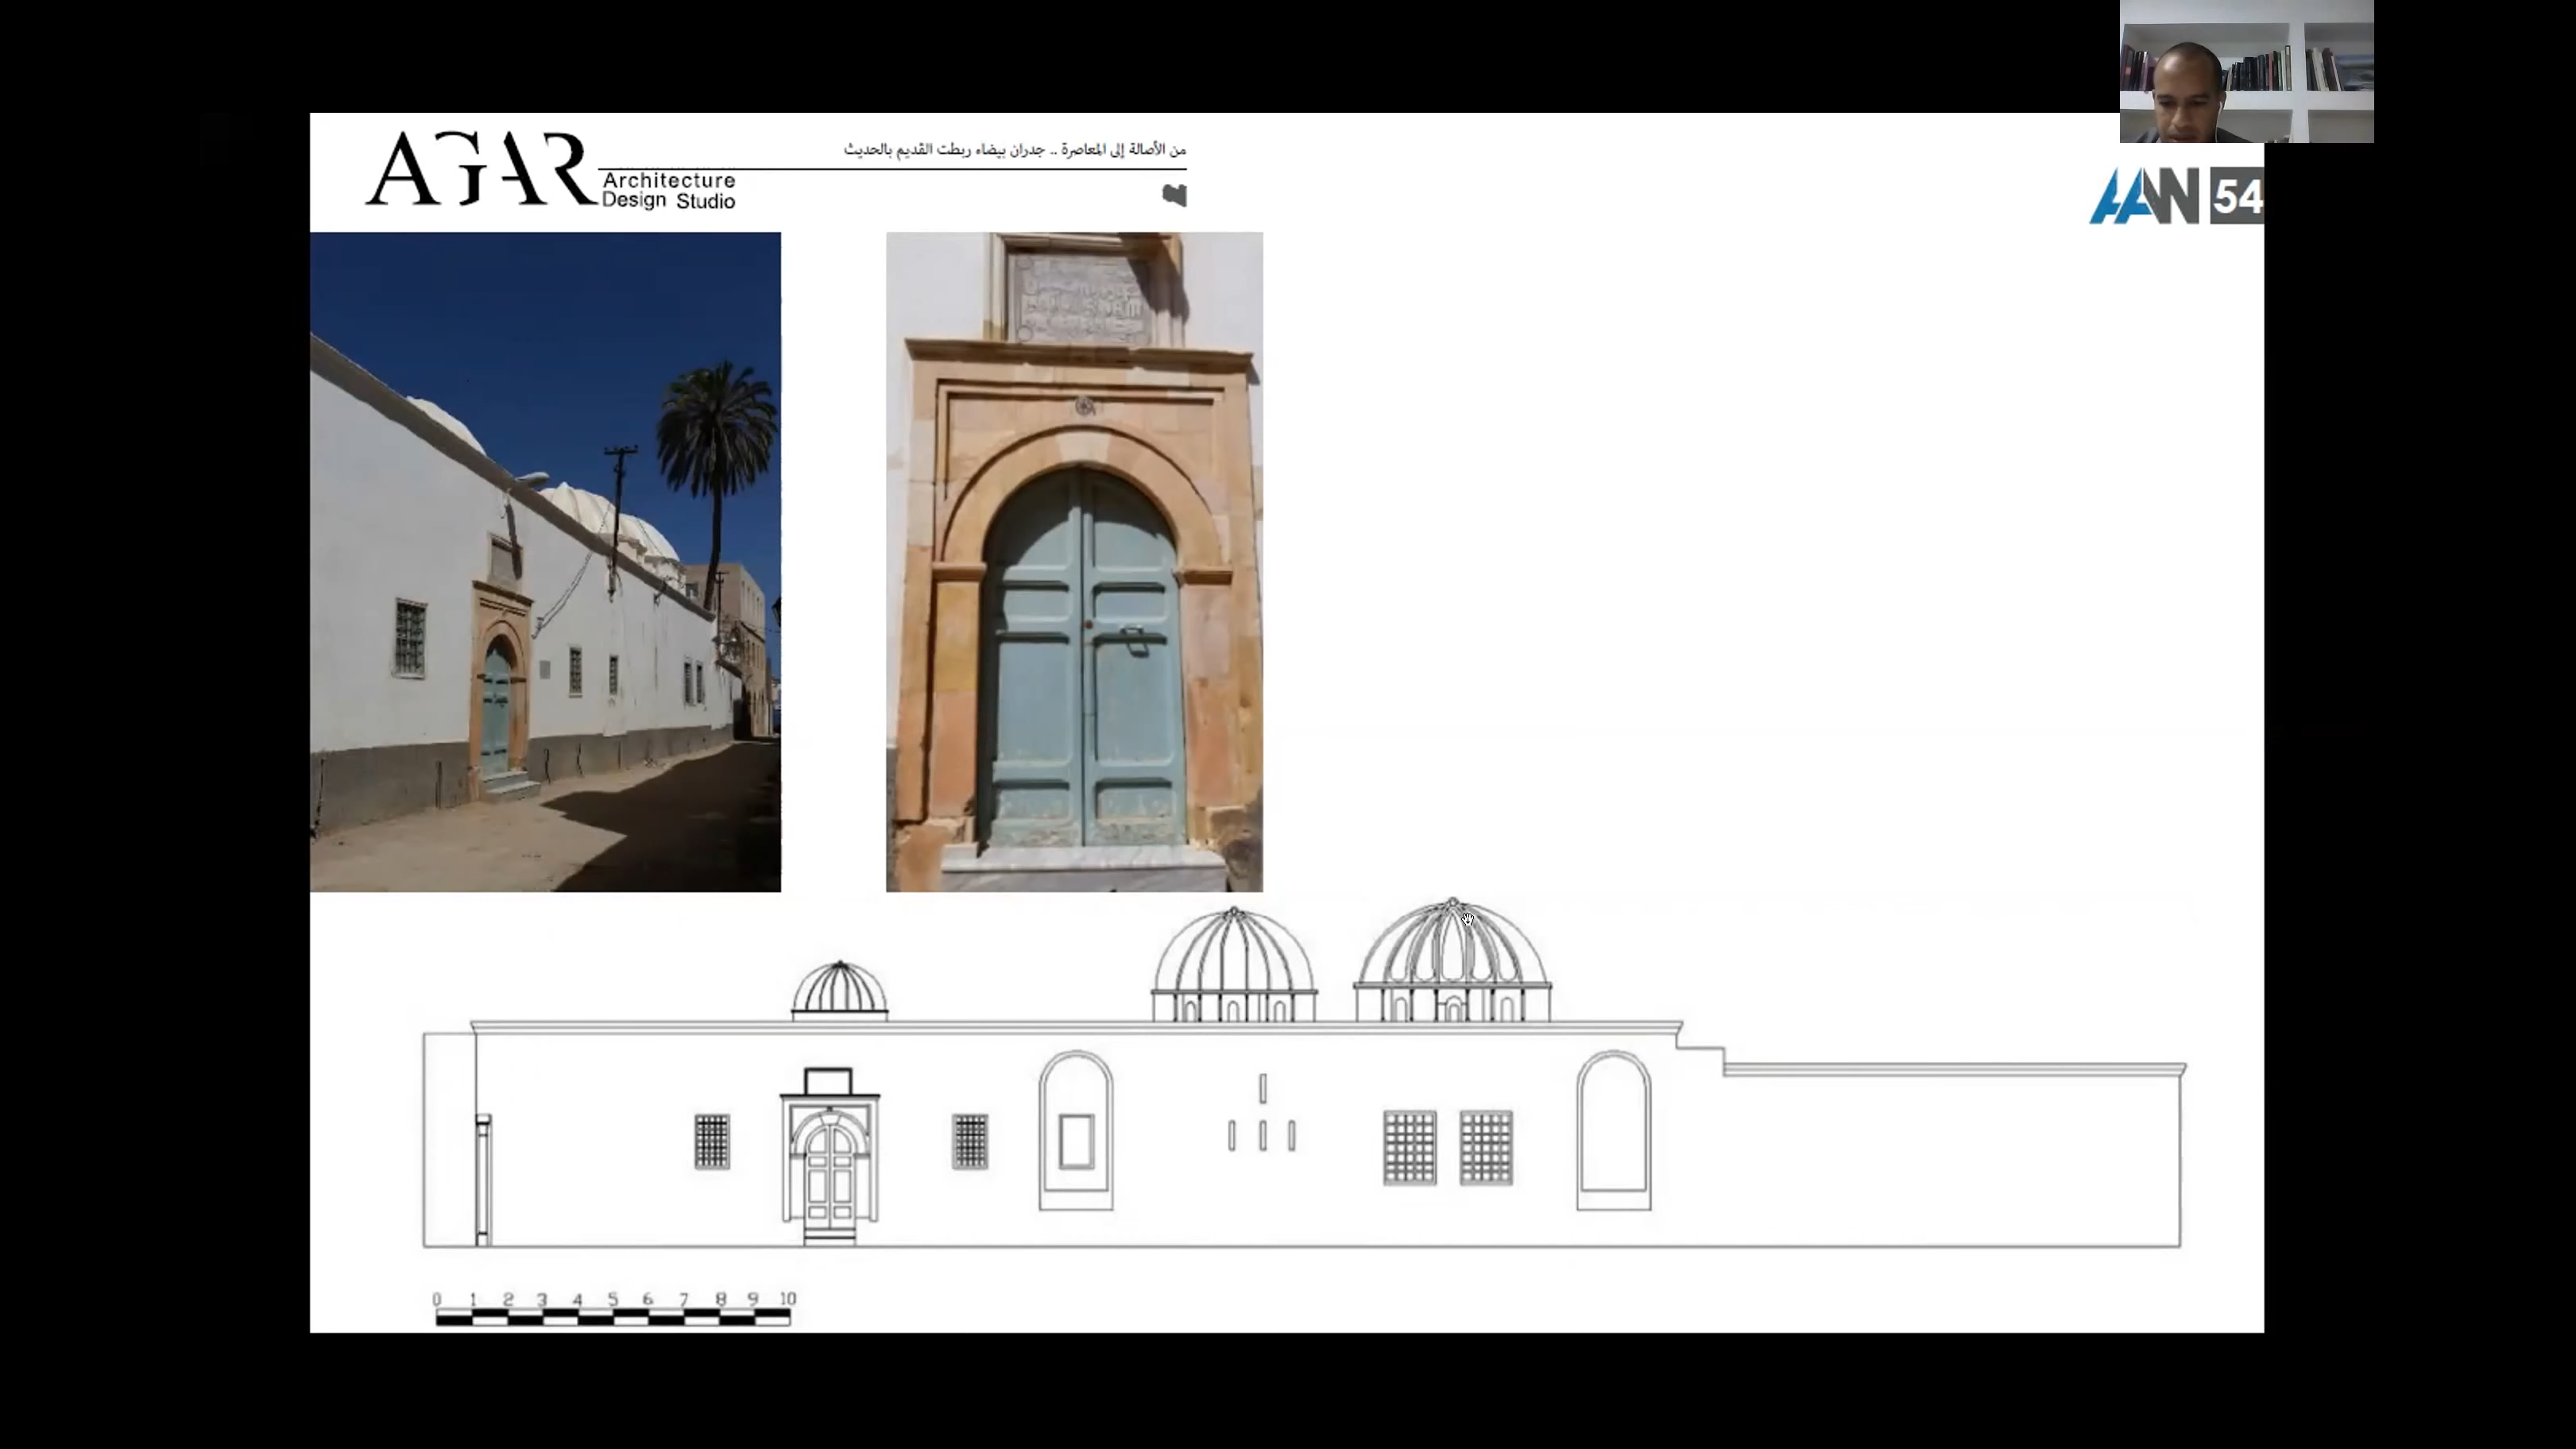 AGAR
Architecture
Design Studio
من الأصالة إلى المعاصرة .. جدران بيضاء ربطت القديم بالحديث
AAN 54
0 1 2 3 4 5 6 7 8 9 10